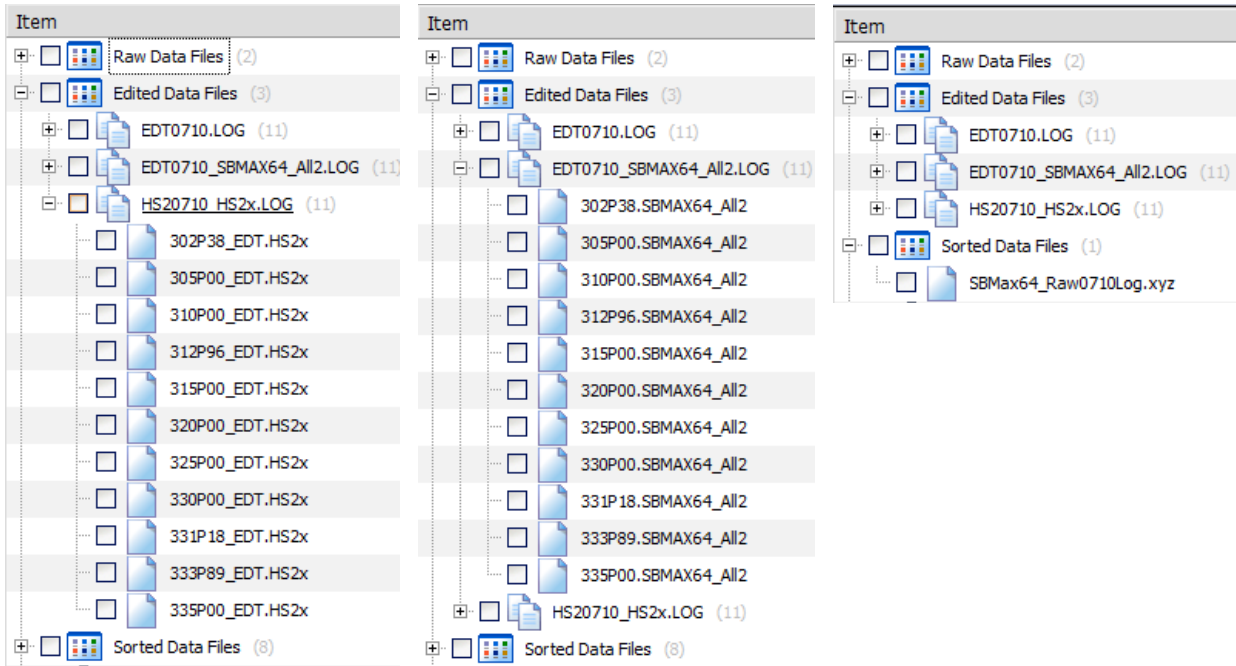 Item
Raw Data Files (2)
Edited Data Files (3)
EDT0710.LOG (11)
EDT0710_SBMAX64_All2.LOG (11)
HS20710_HS2x.LOG (11)
302P38_EDT.HS2x
305P00_EDT.HS2x
310P00_EDT.HS2x
312P96_EDT.HS2x
315P00_EDT.HS2x
320P00_EDT.HS2x
325P00_EDT.HS2x
330P00_EDT.HS2x
331P18_EDT.HS2x
333P89_EDT.HS2x
335P00_EDT.HS2x
Sorted Data Files (8)
Item
Raw Data Files (2)
Edited Data Files (3)
EDT0710.LOG (11)
EDT0710_SBMAX64_All2.LOG (11)
302P38.SBMAX64_All2
305P00.SBMAX64_All2
310P00.SBMAX64_All2
312P96.SBMAX64_All2
315P00.SBMAX64_All2
320P00.SBMAX64_All2
325P00.SBMAX64_All2
330P00.SBMAX64_All2
331P18.SBMAX64_All2
333P89.SBMAX64_All2
335P00.SBMAX64_All2
HS20710_HS2x.LOG (11)
Sorted Data Files (8)
Item
Raw Data Files (2)
Edited Data Files (3)
EDT0710.LOG (11)
EDT0710_SBMAX64_All2.LOG (11)
HS20710_HS2x.LOG (11)
Sorted Data Files (1)
SBMax64_Raw0710Log.xyz